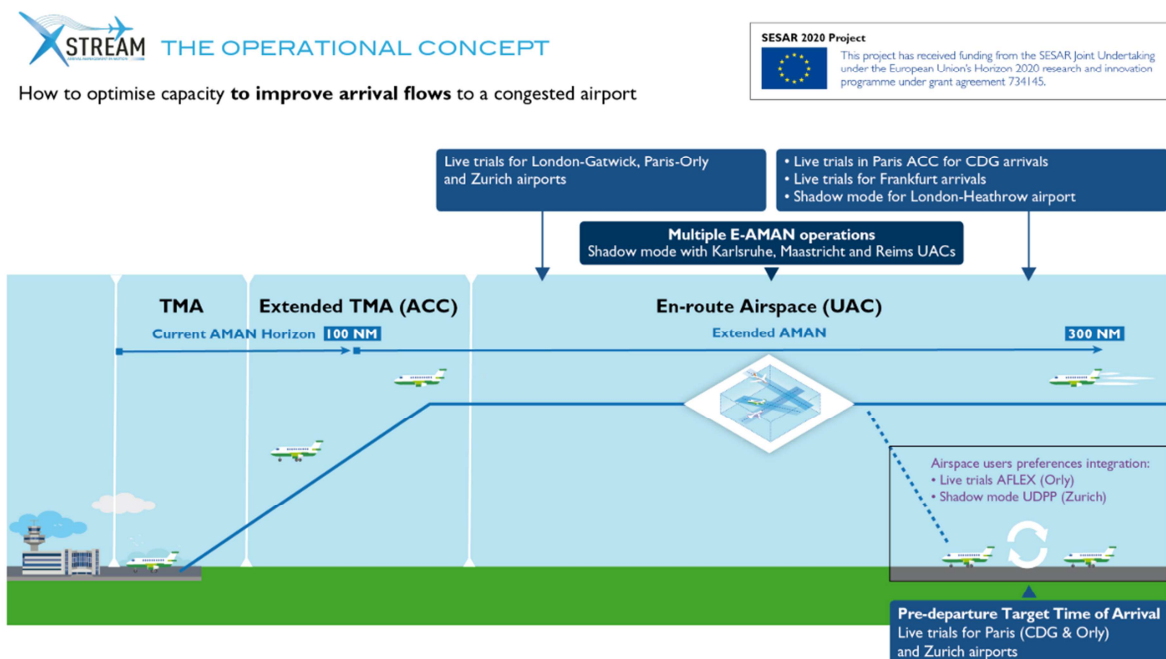 XSTREAM THE OPERATIONAL CONCEPT
How to optimise capacity to improve arrival flows to a congested airport
SESAR 2020 Project
This project has received funding from the SESAR Joint Undertaking
under the European Union's Horizon 2020 research and innovation
programme under grant agreement 734145.
Live trials for London-Gatwick, Paris-Orly
and Zurich airports
• Live trials in Paris ACC for CDG arrivals
• Live trials for Frankfurt arrivals
• Shadow mode for London-Heathrow airport
Multiple E-AMAN operations
Shadow mode with Karlsruhe, Maastricht and Reims UACs
TMA
Extended TMA (ACC)
En-route Airspace (UAC)
Current AMAN Horizon 100 NM
Extended AMAN
300 NM
Airspace users preferences integration:
• Live trials AFLEX (Orly)
• Shadow mode UDPP (Zurich)
Pre-departure Target Time of Arrival
Live trials for Paris (CDG & Orly)
and Zurich airports